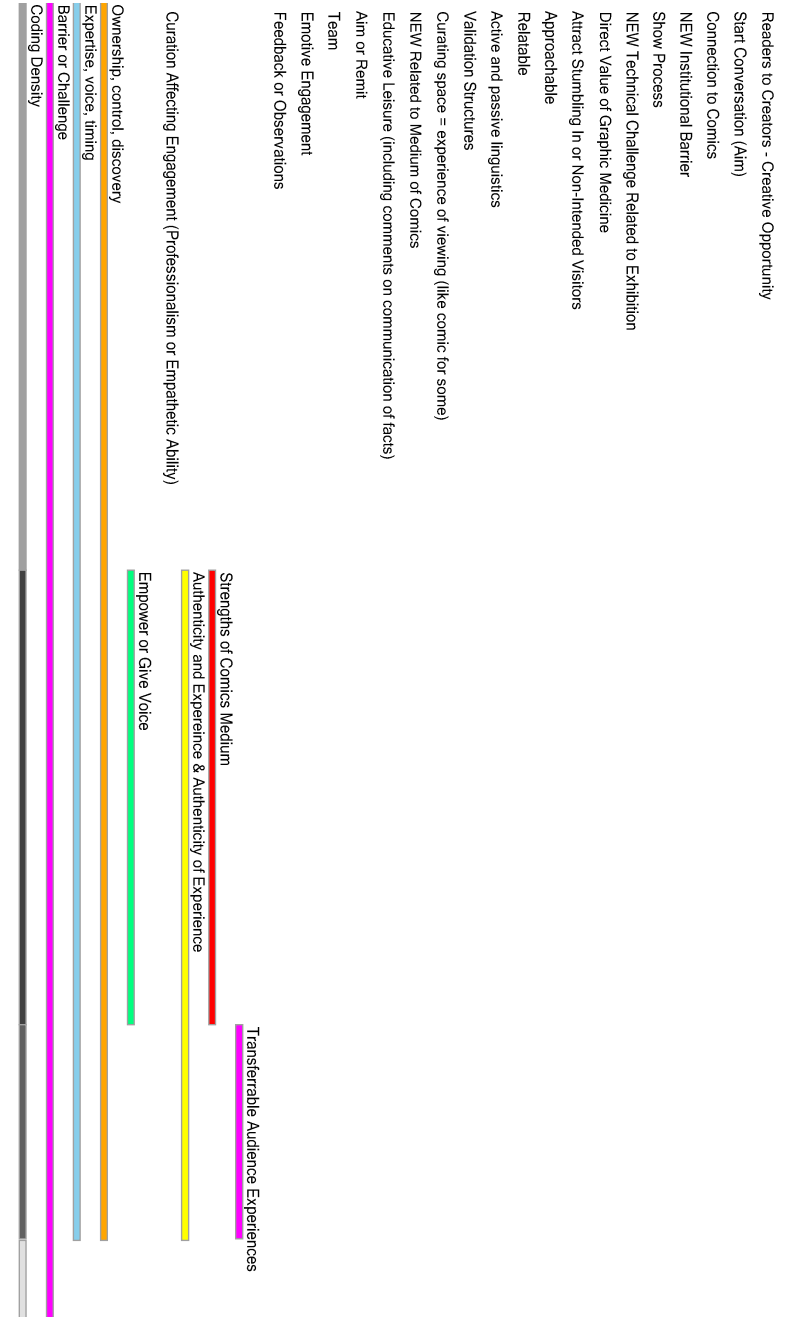 Readers to Creators - Creative Opportunity
Start Conversation (Aim)
Connection to Comics
NEW Institutional Barrier
Show Process
NEW Technical Challenge Related to Exhibition
Direct Value of Graphic Medicine
Attract Stumbling In or Non-Intended Visitors
Approachable
Relatable
Active and passive linguistics
Validation Structures
Curating space = experience of viewing (like comic for some)
NEW Related to Medium of Comics
Educative Leisure (including comments on communication of facts)
Aim or Remit
Team
Emotive Engagement
Feedback or Observations
Transferrable Audience Experiences
Strengths of Comics Medium
Authenticity and Expereince & Authenticity of Experience
Curation Affecting Engagement (Professionalism or Empathetic Ability)
Empower or Give Voice
Ownership, control, discovery
Expertise, voice, timing
Barrier or Challenge
Coding Density